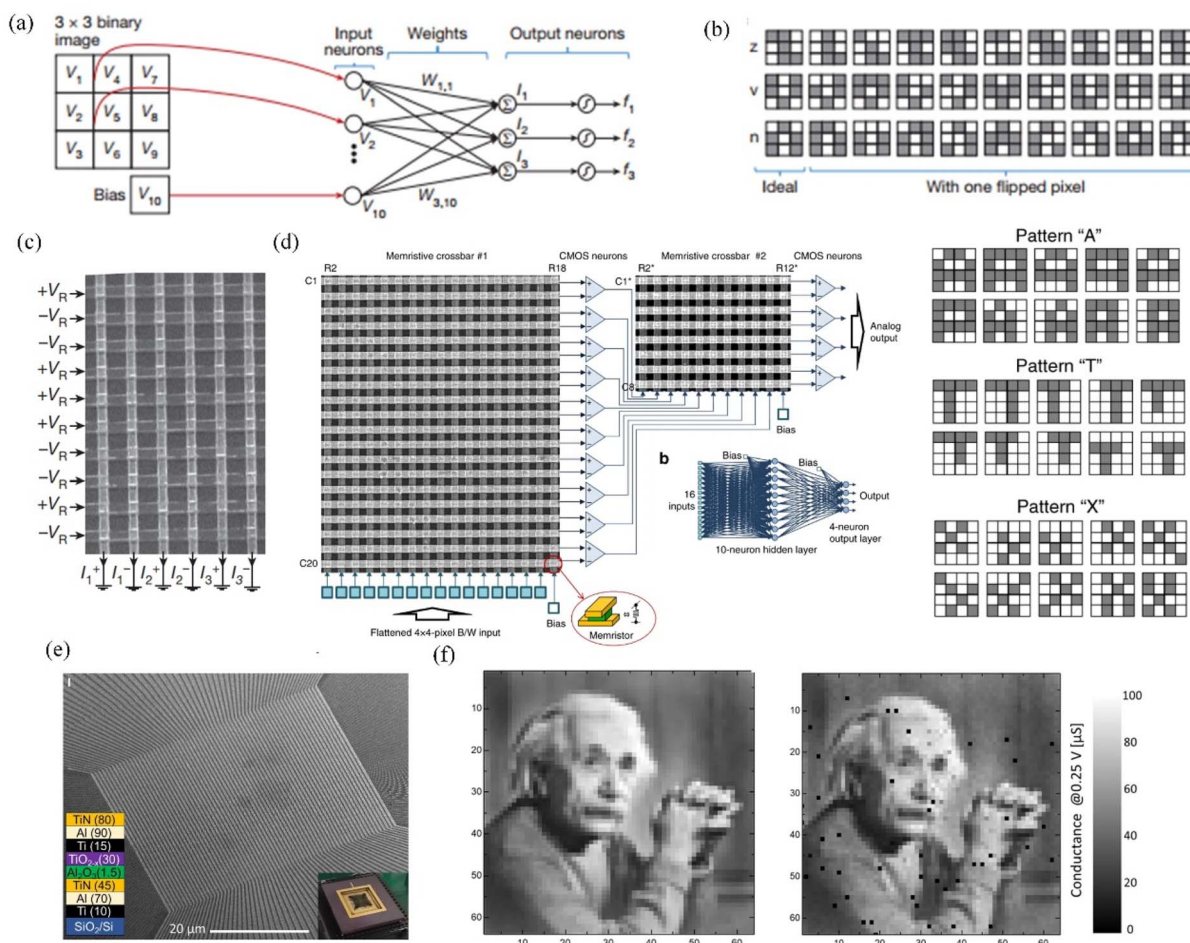 (a)
3 × 3 binary
image
V1 V4 V7
V2 V5 V8
V3 V6 V9
Bias V10
Input
neurons
Weights
Output neurons
V1
V2
V10
W1,1
W3,10
I1
I2
I3
Σ
Σ
Σ
f1
f2
f3
(b)
z
v
n
Ideal
With one flipped pixel
(c)
+VR
−VR
−VR
+VR
+VR
+VR
−VR
−VR
+VR
−VR
I1+ I1− I2+ I2− I3+ I3−
(d)
R2 Memristive crossbar #1 R18
CMOS neurons
C1
C20
R2* Memristive crossbar #2 R12*
CMOS neurons
C1*
C8
Analog
output
Bias
b
Bias
Bias
16
inputs
Output
4-neuron
output layer
10-neuron hidden layer
Flattened 4×4-pixel B/W input
Bias
Memristor
Pattern “A”
Pattern “T”
Pattern “X”
(e)
TiN (80)
Al (90)
Ti (15)
TiO2-x(30)
Al2O3(1.5)
TiN (45)
Al (70)
Ti (10)
SiO2/Si
20 μm
(f)
10
20
30
40
50
60
10 20 30 40 50 60
10
20
30
40
50
60
10 20 30 40 50 60
100
80
60
40
20
0
Conductance @0.25 V [μS]